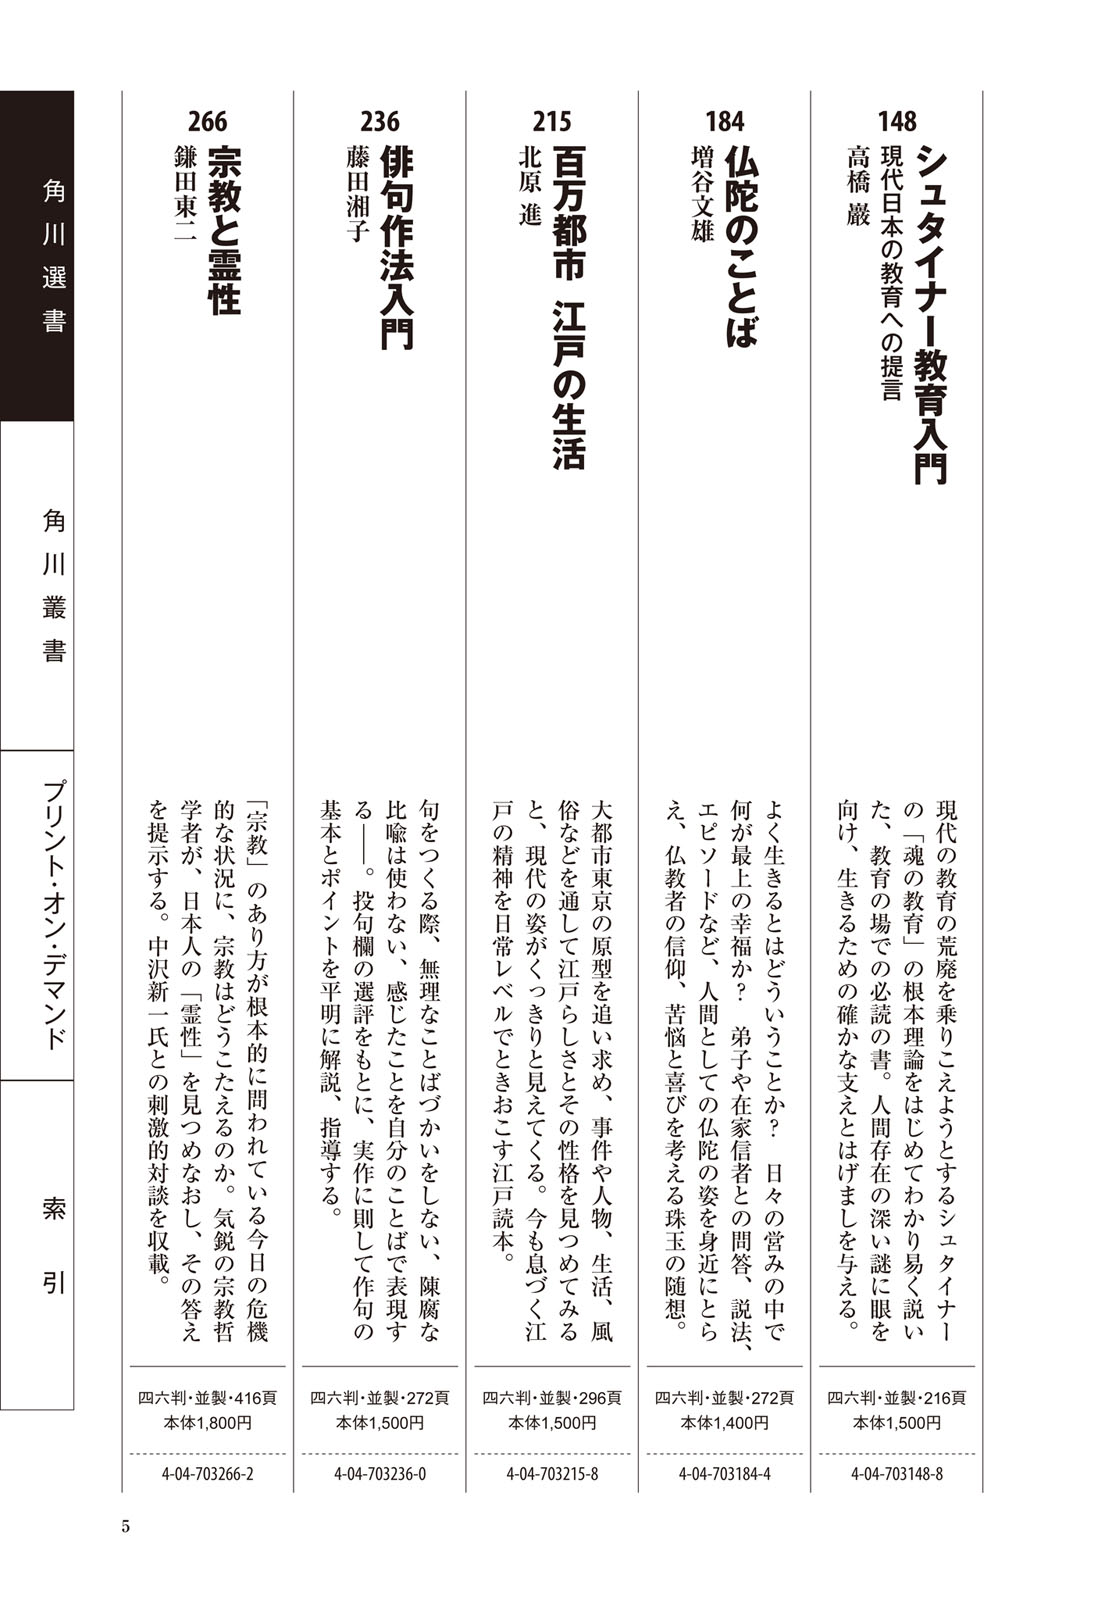 148
シュタイナー教育入門
現代日本の教育への提言
高橋 巖
現代の教育の荒廃を乗りこえようとするシュタイナー
の「魂の教育」の根本理論をはじめてわかり易く説い
た、教育の場での必読の書。人間存在の深い謎に眼を
向け、生きるための確かな支えとはげましを与える。
四六判・並製・216頁
本体1,500円
4-04-703148-8
184
仏陀のことば
増谷文雄
よく生きるとはどういうことか? 日々の営みの中で
何が最上の幸福か? 弟子や在家信者との問答、説法、
エピソードなど、人間としての仏陀の姿を身近にとら
え、仏教者の信仰、苦悩と喜びを考える珠玉の随想。
四六判・並製・272頁
本体1,400円
4-04-703184-4
215
百万都市 江戸の生活
北原 進
大都市東京の原型を追い求め、事件や人物、生活、風
俗などを通して江戸らしさとその性格を見つめてみる
と、現代の姿がくっきりと見えてくる。今も息づく江
戸の精神を日常レベルでときおこす江戸読本。
四六判・並製・296頁
本体1,500円
4-04-703215-8
236
俳句作法入門
藤田湘子
句をつくる際、無理なことばづかいをしない、陳腐な
比喩は使わない、感じたことを自分のことばで表現す
る――。投句欄の選評をもとに、実作に則して作句の
基本とポイントを平明に解説、指導する。
四六判・並製・272頁
本体1,500円
4-04-703236-0
266
宗教と霊性
鎌田東二
「宗教」のあり方が根本的に問われている今日の危機
的な状況に、宗教はどうこたえるのか。気鋭の宗教哲
学者が、日本人の「霊性」を見つめなおし、その答え
を提示する。中沢新一氏との刺激的対談を収載。
四六判・並製・416頁
本体1,800円
4-04-703266-2
角川選書
角川叢書
プリント・オン・デマンド
索引
5